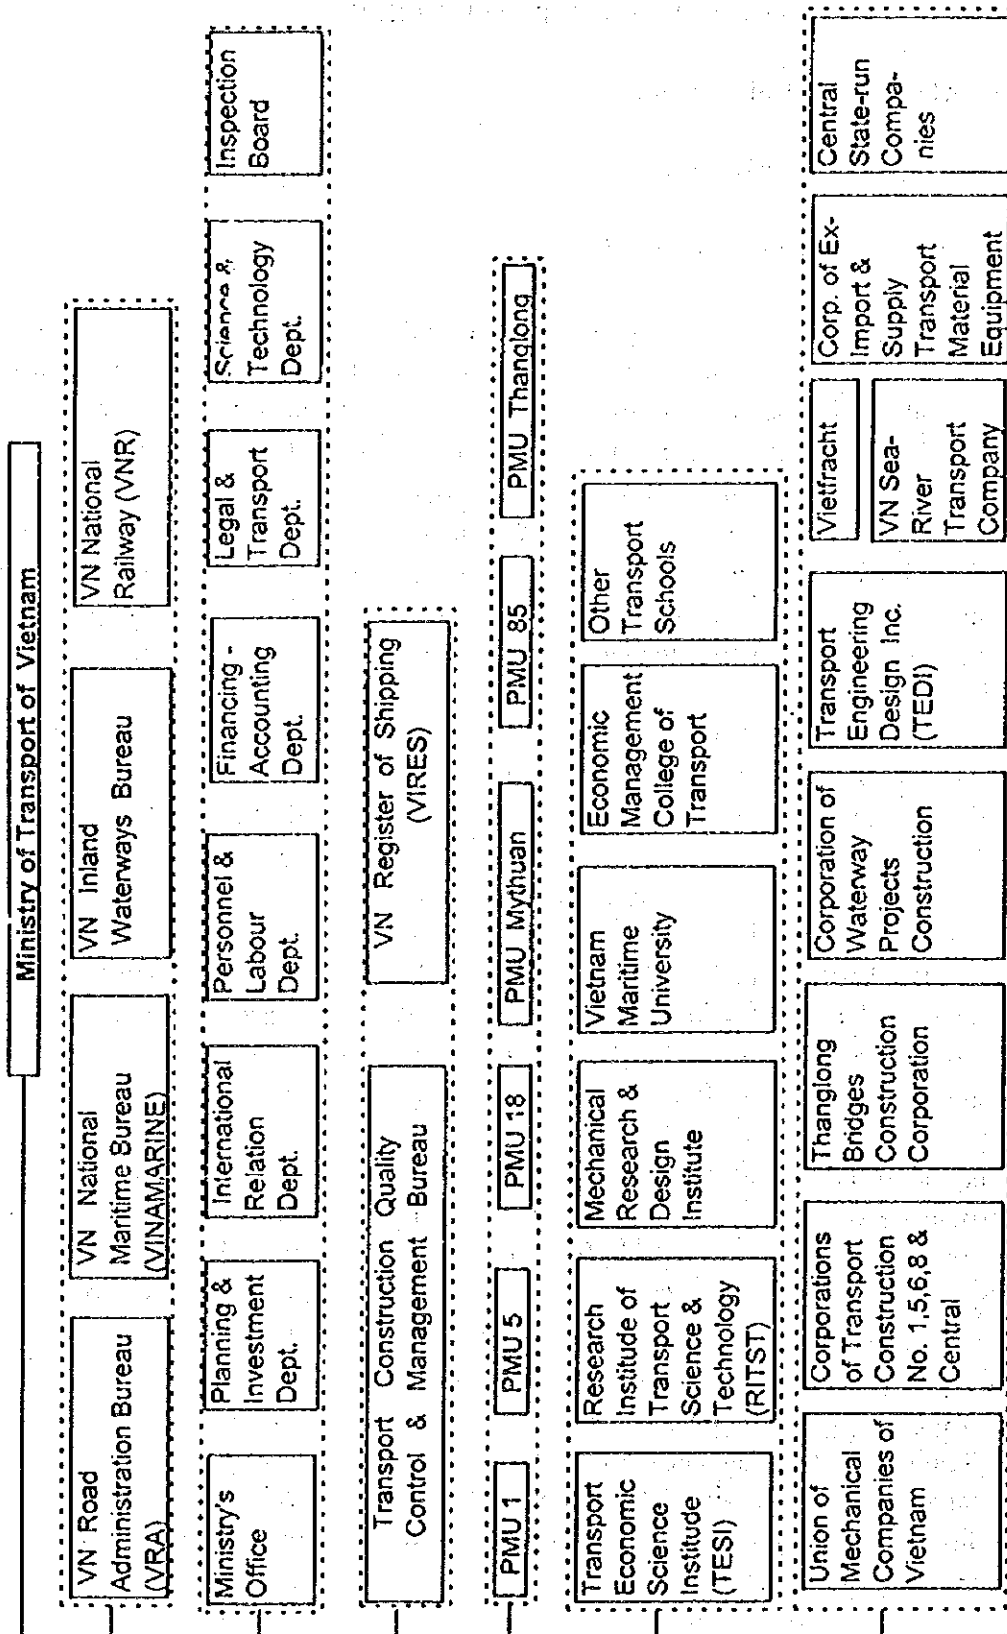 Ministry of Transport of Vietnam
VN Road
Administration Bureau
(VRA)
VN National
Maritime Bureau
(VINAMARINE)
VN Inland
Waterways Bureau
VN National
Railway (VNR)
Ministry's
Office
Planning &
Investment
Dept.
International
Relation
Dept.
Personnel &
Labour
Dept.
Financing -
Accounting
Dept.
Legal &
Transport
Dept.
Science &
Technology
Dept.
Inspection
Board
Transport Construction Quality
Control & Management Bureau
VN Register of Shipping
(VIRES)
PMU 1
PMU 5
PMU 18
PMU Mythuan
PMU 85
PMU Thanglong
Transport
Economic
Science
Institude
(TESI)
Research
Institude of
Transport
Science &
Technology
(RITST)
Mechanical
Research &
Design
Institute
Vietnam
Maritime
University
Economic
Management
College of
Transport
Other
Transport
Schools
Union of
Mechanical
Companies of
Vietnam
Corporations
of Transport
Construction
No. 1,5,6,8 &
Central
Thanglong
Bridges
Construction
Corporation
Corporation of
Waterway
Projects
Construction
Transport
Engineering
Design Inc.
(TEDI)
Vietfracht
VN Sea-
River
Transport
Company
Corp. of Ex-
Import &
Supply
Transport
Material
Equipment
Central
State-run
Compa-
nies